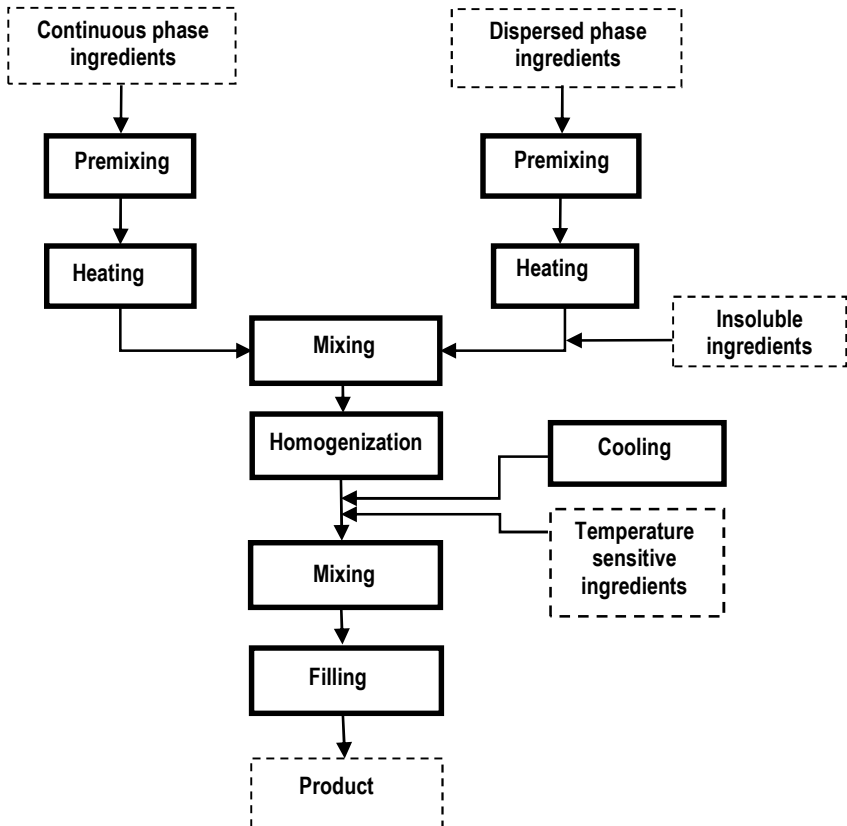 Continuous phase
ingredients
Dispersed phase
ingredients
Premixing
Premixing
Heating
Heating
Insoluble
ingredients
Mixing
Homogenization
Cooling
Temperature
sensitive
ingredients
Mixing
Filling
Product